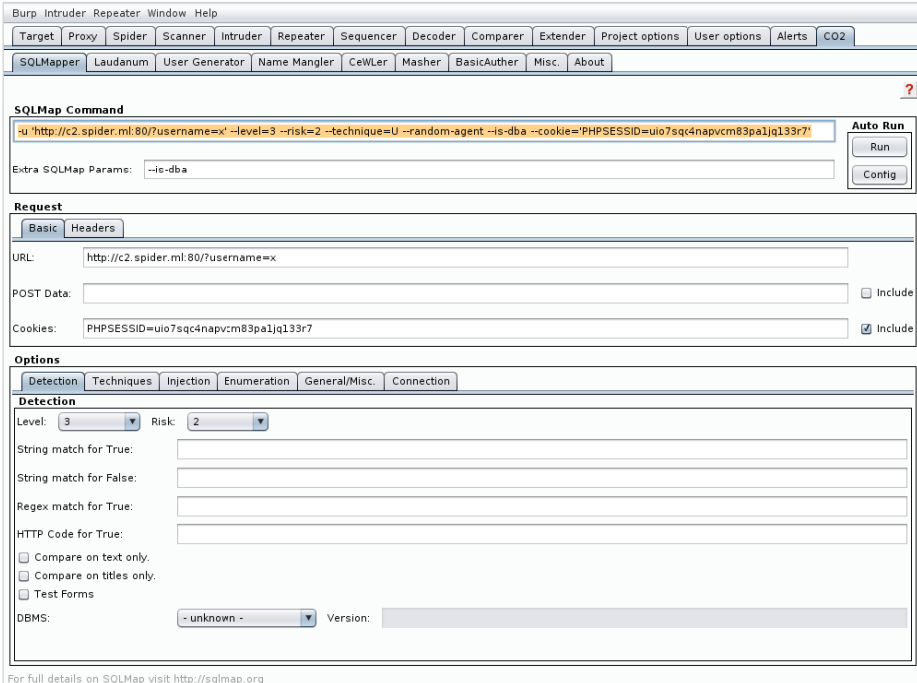 Burp Intruder Repeater Window Help
Target Proxy Spider Scanner Intruder Repeater Sequencer Decoder Comparer Extender Project options User options Alerts CO2
SQLMapper Laudanum User Generator Name Mangler CeWLer Masher BasicAuther Misc. About
?
SQLMap Command
-u 'http://c2.spider.ml:80/?username=x' --level=3 --risk=2 --technique=U --random-agent --is-dba --cookie='PHPSESSID=uio7sqc4napvcm83pa1jq133r7'
Auto Run
Run
Extra SQLMap Params: --is-dba
Config
Request
Basic Headers
URL: http://c2.spider.ml:80/?username=x
POST Data: Include
Cookies: PHPSESSID=uio7sqc4napvcm83pa1jq133r7 Include
Options
Detection Techniques Injection Enumeration General/Misc. Connection
Detection
Level: 3 Risk: 2
String match for True:
String match for False:
Regex match for True:
HTTP Code for True:
Compare on text only.
Compare on titles only.
Test Forms
DBMS: - unknown - Version:
For full details on SQLMap visit http://sqlmap.org